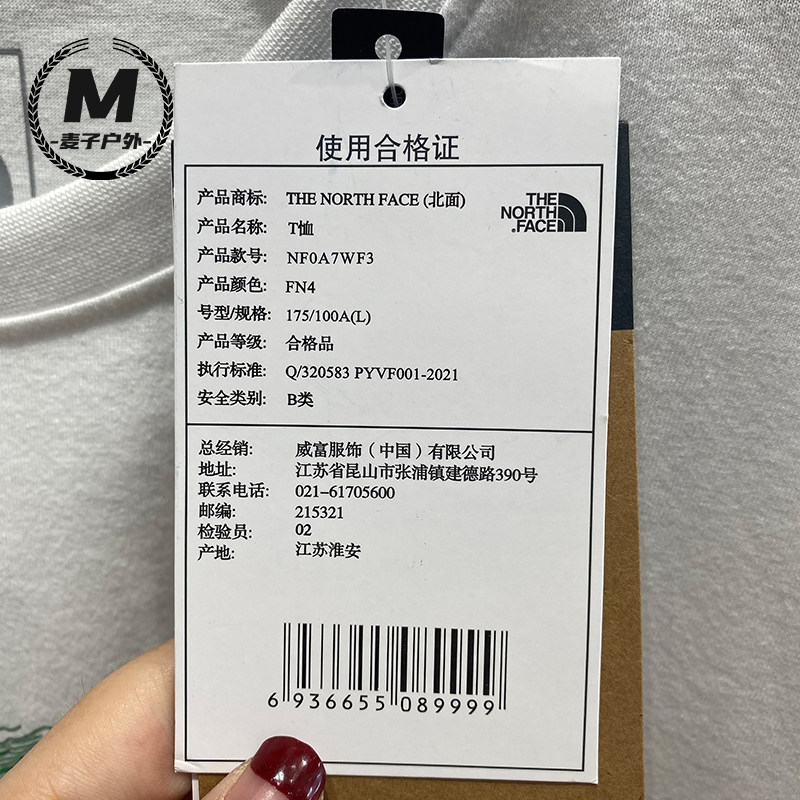 M
-麦子户外-
使用合格证
产品商标: THE NORTH FACE (北面)
产品名称: T恤
产品款号: NF0A7WF3
产品颜色: FN4
号型/规格: 175/100A(L)
产品等级: 合格品
执行标准: Q/320583 PYVF001-2021
安全类别: B类
THE
NORTH
FACE
总经销: 威富服饰（中国）有限公司
地址: 江苏省昆山市张浦镇建德路390号
联系电话: 021-61705600
邮编: 215321
检验员: 02
产地: 江苏淮安
6 936655 089999